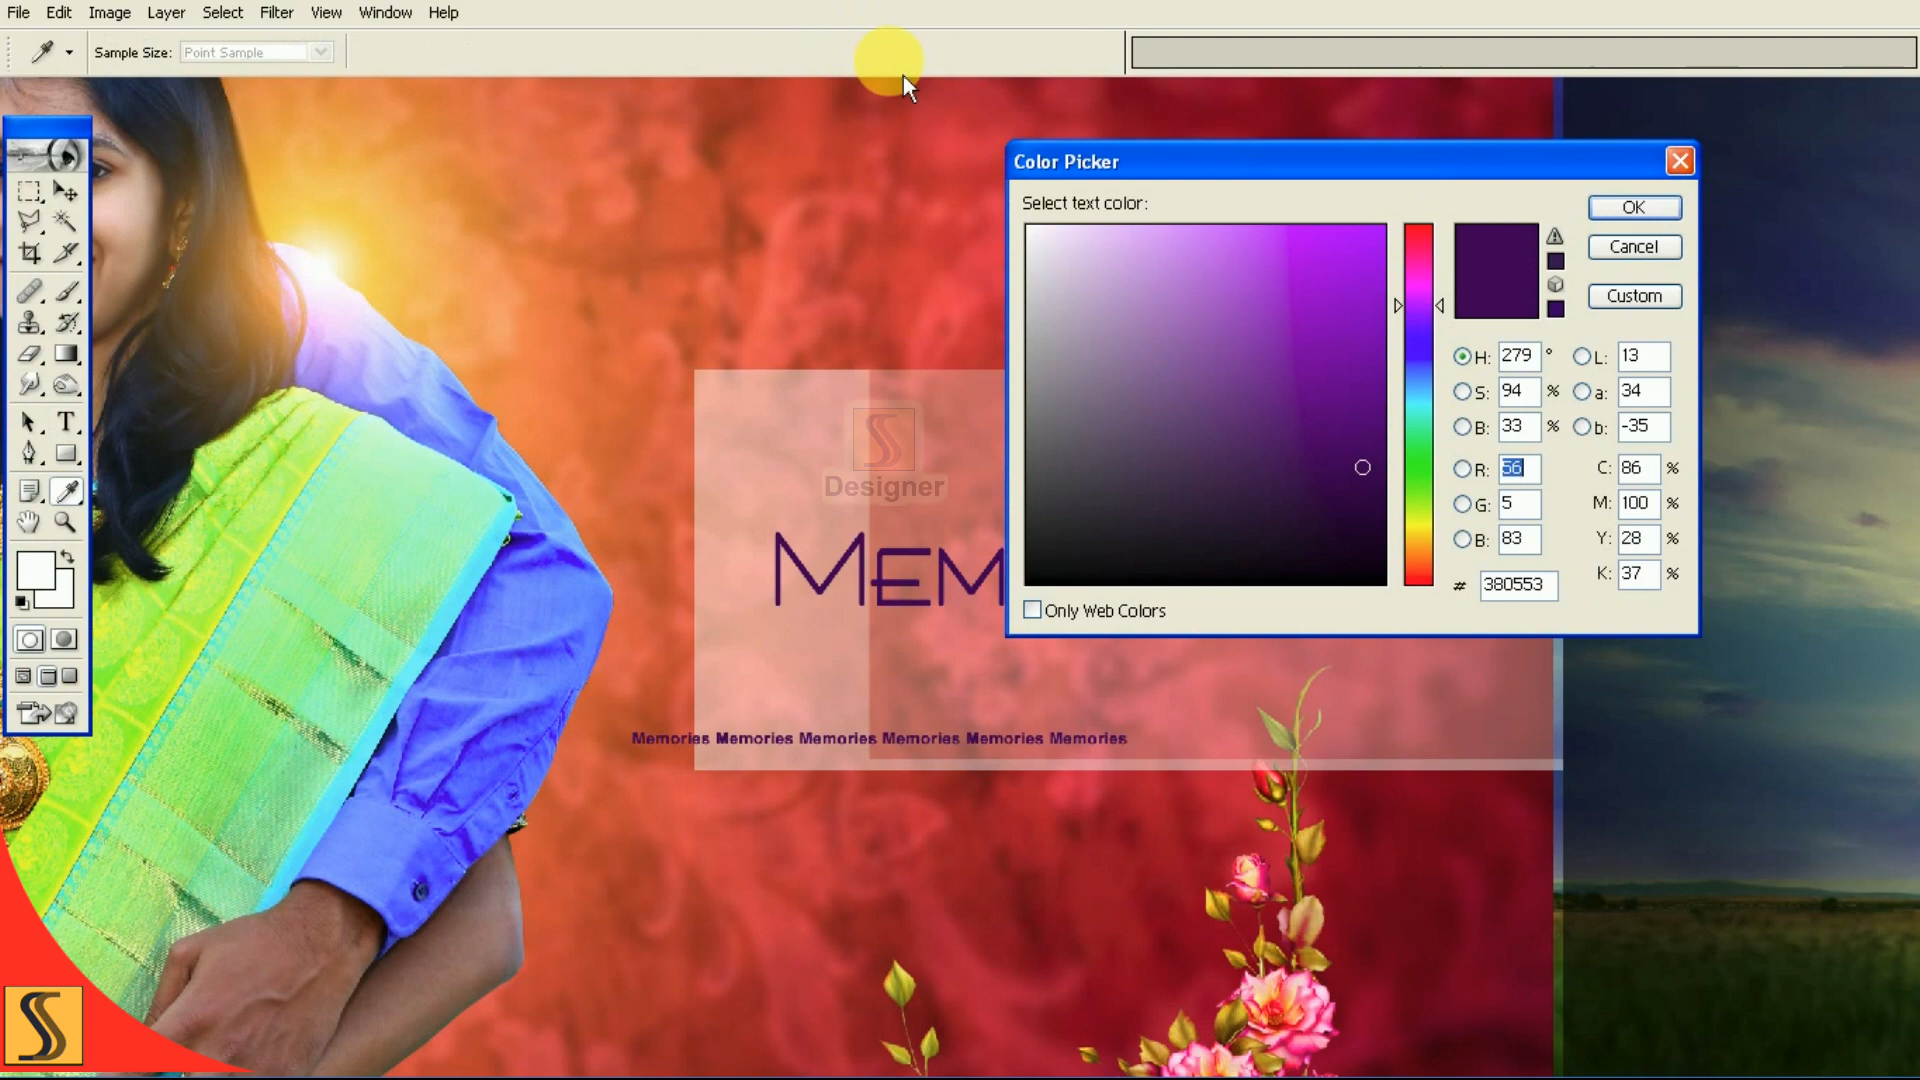 File Edit Image Layer Select Filter View Window Help
Sample Size: Point Sample
Color Picker
Select text color:
OK
Cancel
Custom
H: 279 ° L: 13
S: 94 % a: 34
B: 33 % b: -35
R: 56 C: 86 %
G: 5 M: 100 %
B: 83 Y: 28 %
# 380553 K: 37 %
Only Web Colors
S
Designer
MEM
Memories Memories Memories Memories Memories Memories
T
S